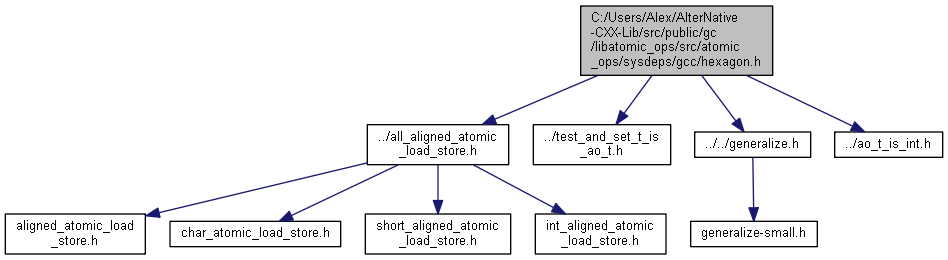 C:/Users/Alex/AlterNative
-CXX-Lib/src/public/gc
/libatomic_ops/src/atomic
_ops/sysdeps/gcc/hexagon.h
../all_aligned_atomic
_load_store.h
../test_and_set_t_is
_ao_t.h
../../generalize.h
../ao_t_is_int.h
aligned_atomic_load
_store.h
char_atomic_load_store.h
short_aligned_atomic
_load_store.h
int_aligned_atomic
_load_store.h
generalize-small.h